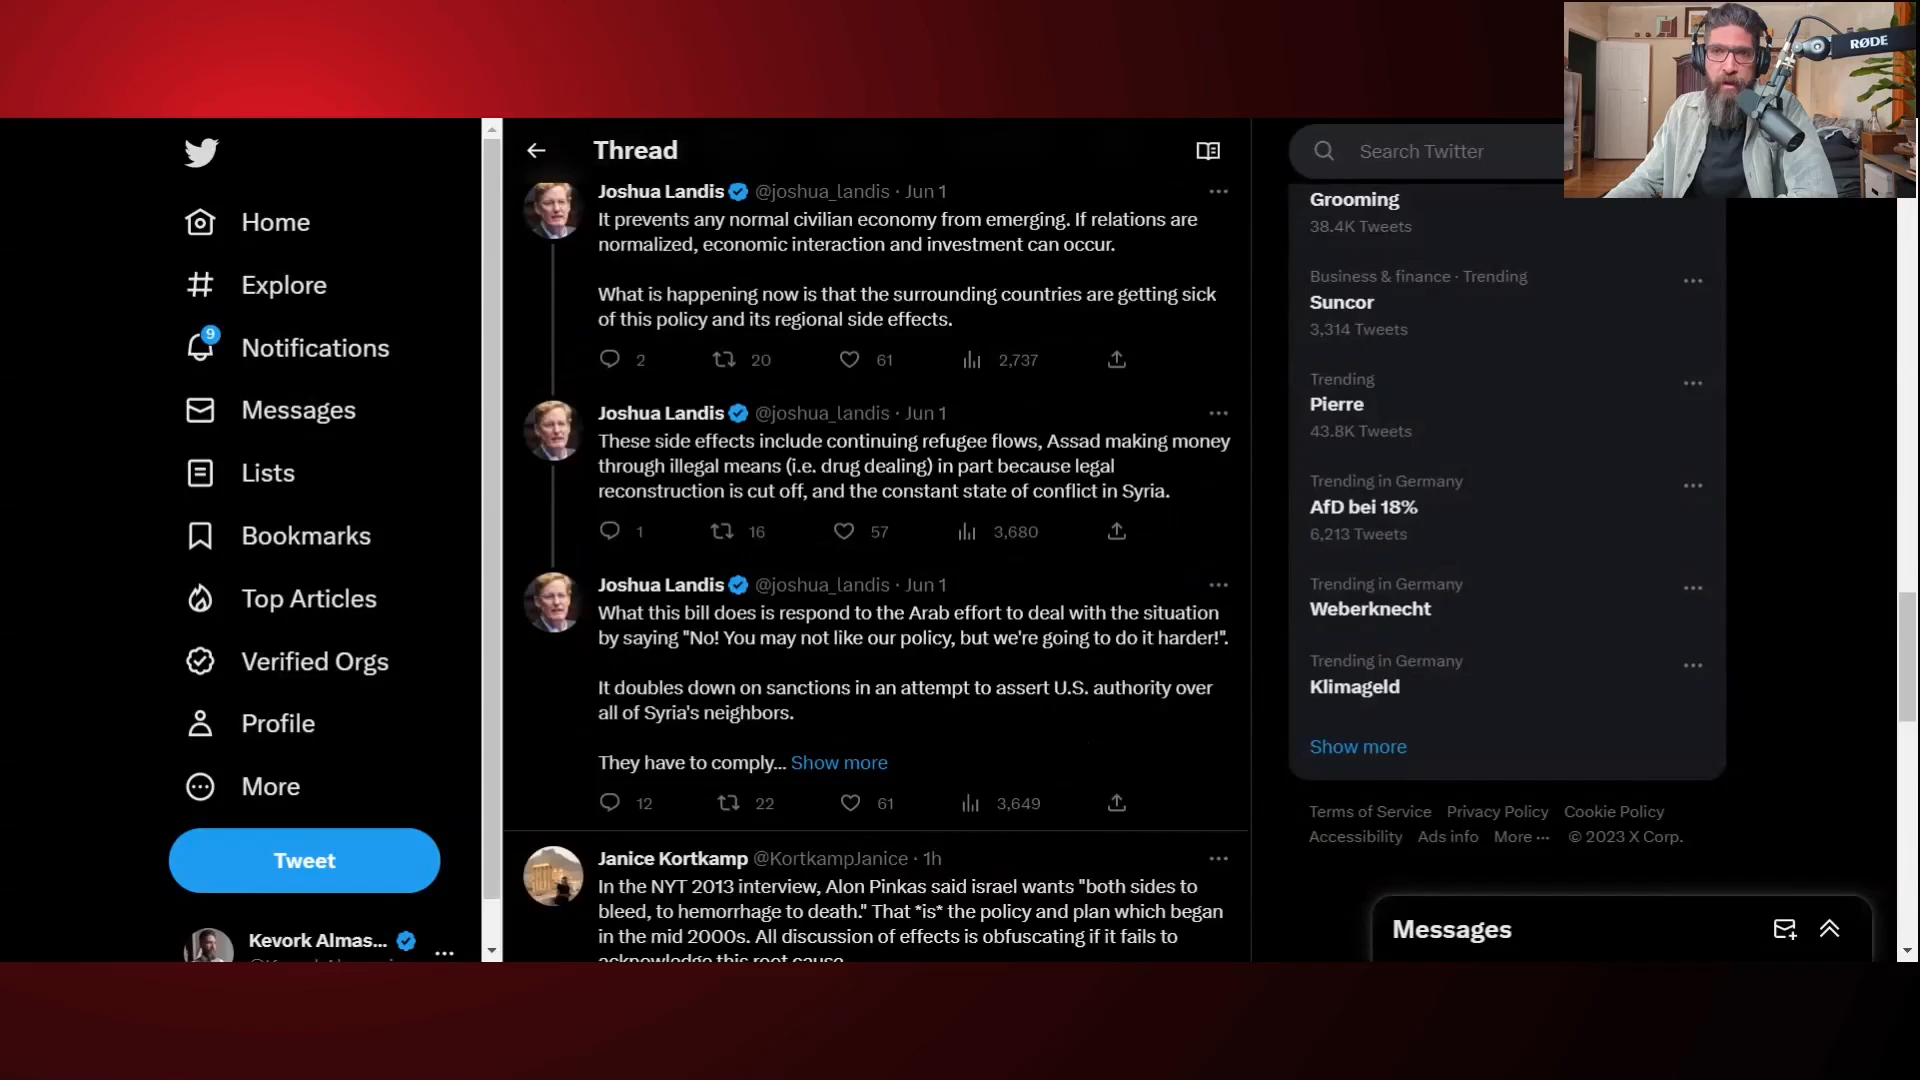 RØDE
Home
Explore
9
Notifications
Messages
Lists
Bookmarks
Top Articles
Verified Orgs
Profile
More
Tweet
Kevork Almas...
Thread
Joshua Landis @joshua_landis · Jun 1
It prevents any normal civilian economy from emerging. If relations are
normalized, economic interaction and investment can occur.
What is happening now is that the surrounding countries are getting sick
of this policy and its regional side effects.
2 20 61 2,737
Joshua Landis @joshua_landis · Jun 1
These side effects include continuing refugee flows, Assad making money
through illegal means (i.e. drug dealing) in part because legal
reconstruction is cut off, and the constant state of conflict in Syria.
1 16 57 3,680
Joshua Landis @joshua_landis · Jun 1
What this bill does is respond to the Arab effort to deal with the situation
by saying "No! You may not like our policy, but we're going to do it harder!".
It doubles down on sanctions in an attempt to assert U.S. authority over
all of Syria's neighbors.
They have to comply... Show more
12 22 61 3,649
Janice Kortkamp @KortkampJanice · 1h
In the NYT 2013 interview, Alon Pinkas said israel wants "both sides to
bleed, to hemorrhage to death." That *is* the policy and plan which began
in the mid 2000s. All discussion of effects is obfuscating if it fails to
acknowledge this root cause
Search Twitter
Grooming
38.4K Tweets
Business & finance · Trending
Suncor
3,314 Tweets
Trending
Pierre
43.8K Tweets
Trending in Germany
AfD bei 18%
6,213 Tweets
Trending in Germany
Weberknecht
Trending in Germany
Klimageld
Show more
Terms of Service Privacy Policy Cookie Policy
Accessibility Ads info More ··· © 2023 X Corp.
Messages